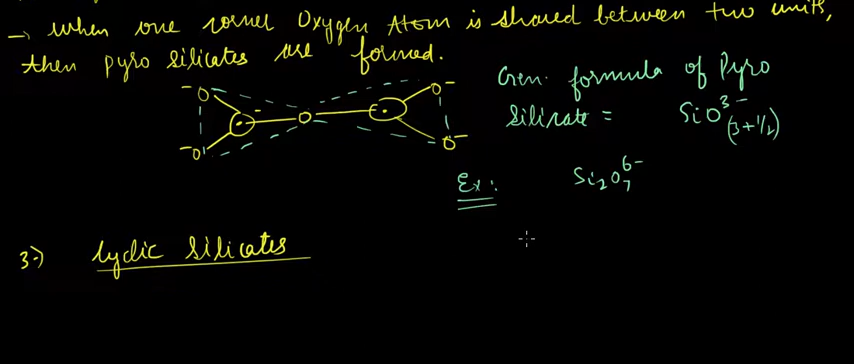 → When one corner Oxygen Atom is shared between two units,
then pyro silicates are formed.
Gen. formula of Pyro
Silicate = SiO³⁻(3+1/2)
⁻O O⁻
O
⁻O O⁻
Ex: Si₂O₇⁶⁻
3→) Cyclic Silicates